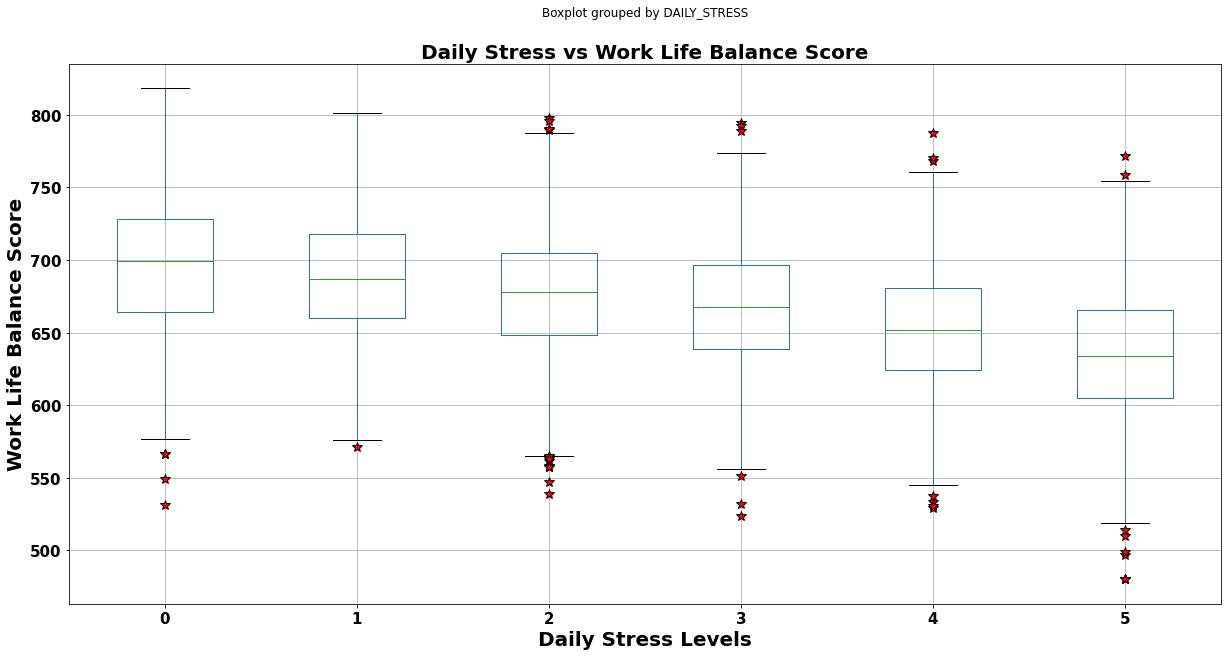 Boxplot grouped by DAILY_STRESS
Daily Stress vs Work Life Balance Score
Work Life Balance Score
800
750
700
650
600
550
500
0 1 2 3 4 5
Daily Stress Levels